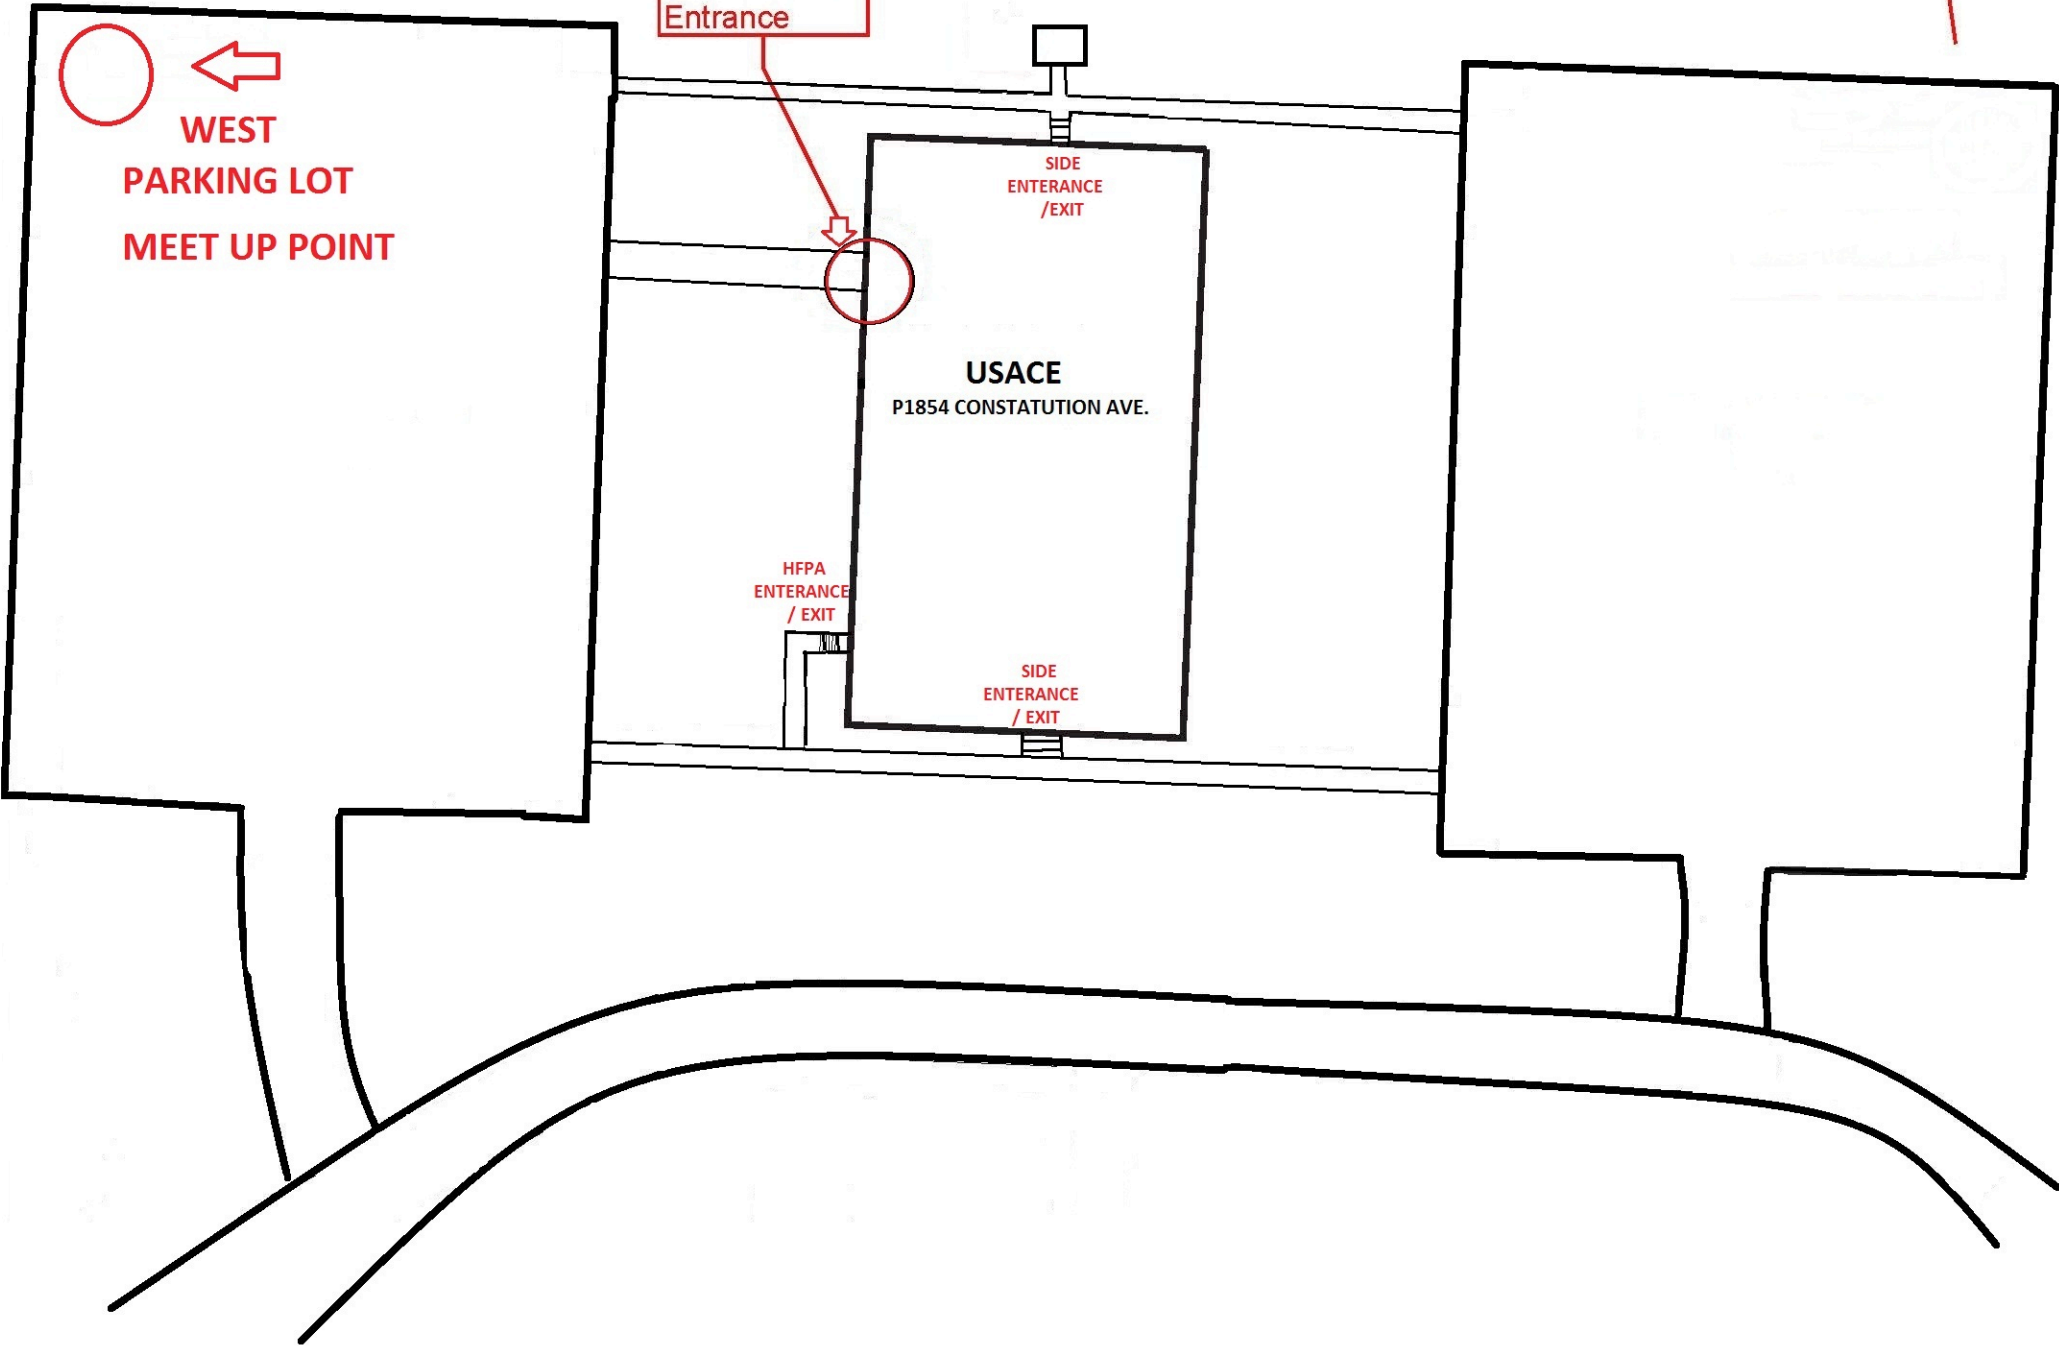 Entrance
WEST
PARKING LOT
MEET UP POINT
SIDE
ENTERANCE
/EXIT
USACE
P1854 CONSTATUTION AVE.
HFPA
ENTERANCE
/ EXIT
SIDE
ENTERANCE
/ EXIT